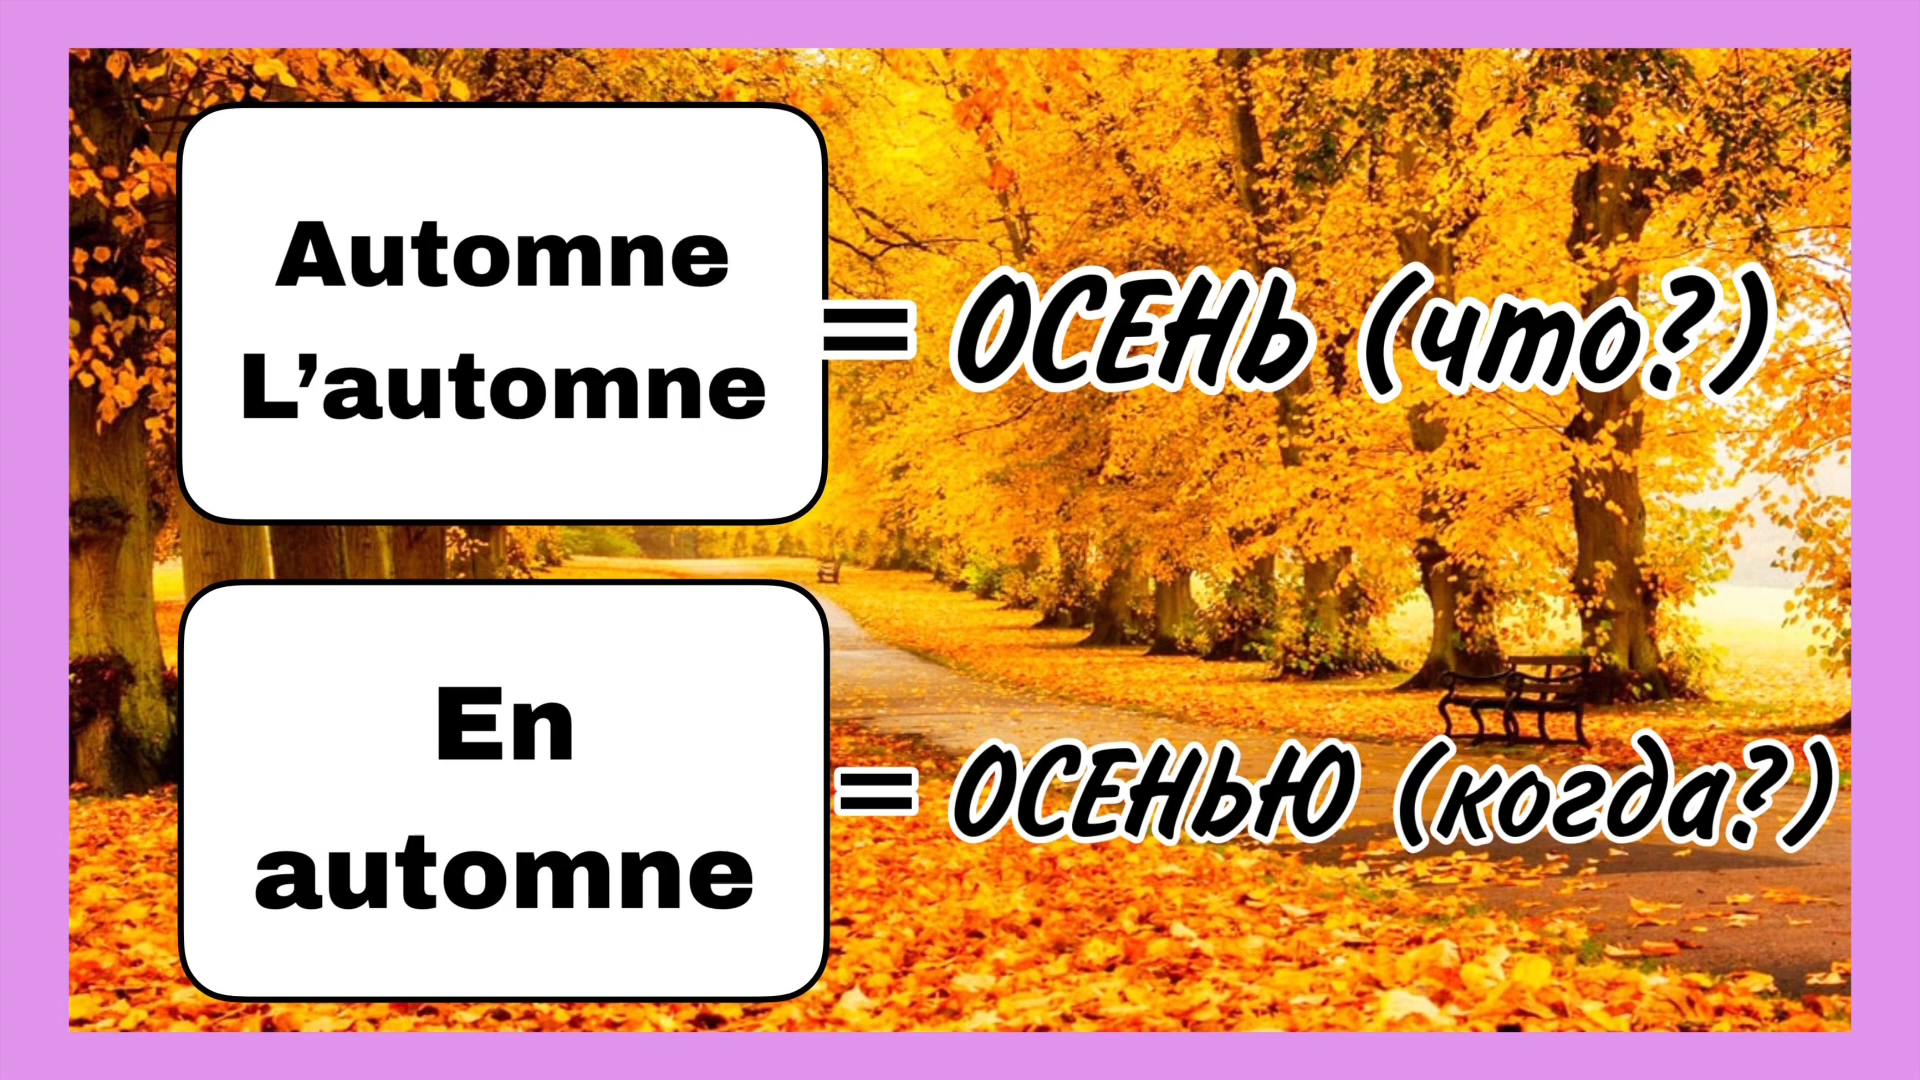 Automne
L’automne
= ОСЕНЬ (что?)
En
automne
= ОСЕНЬЮ (когда?)